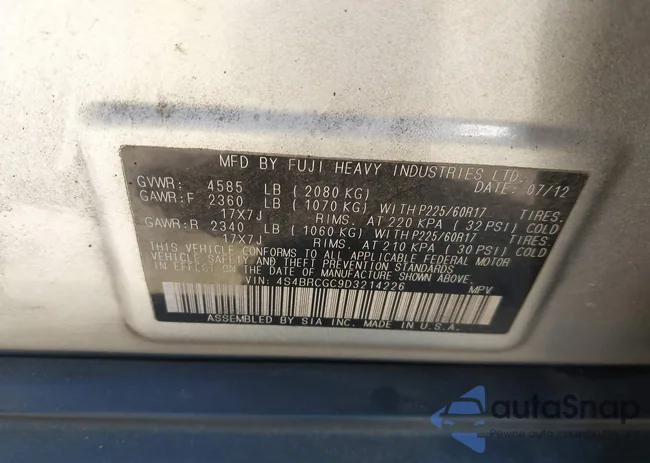 MFD BY FUJI HEAVY INDUSTRIES LTD.
GVWR: 4585 LB (2080 KG) DATE: 07/12
GAWR:F 2360 LB (1070 KG) WITH P225/60R17 TIRES.
17X7J RIMS. AT 220 KPA (32 PSI) COLD
GAWR:R 2340 LB (1060 KG) WITH P225/60R17 TIRES.
17X7J RIMS. AT 210 KPA (30 PSI) COLD
THIS VEHICLE CONFORMS TO ALL APPLICABLE FEDERAL MOTOR
VEHICLE SAFETY AND THEFT PREVENTION STANDARDS IN EFFECT ON
THE DATE OF MANUFACTURE SHOWN ABOVE.
VIN: 4S4BRCGC9D3214226 MPV
ASSEMBLED BY SIA INC. MADE IN U.S.A.
autoSnap
Pewne auta